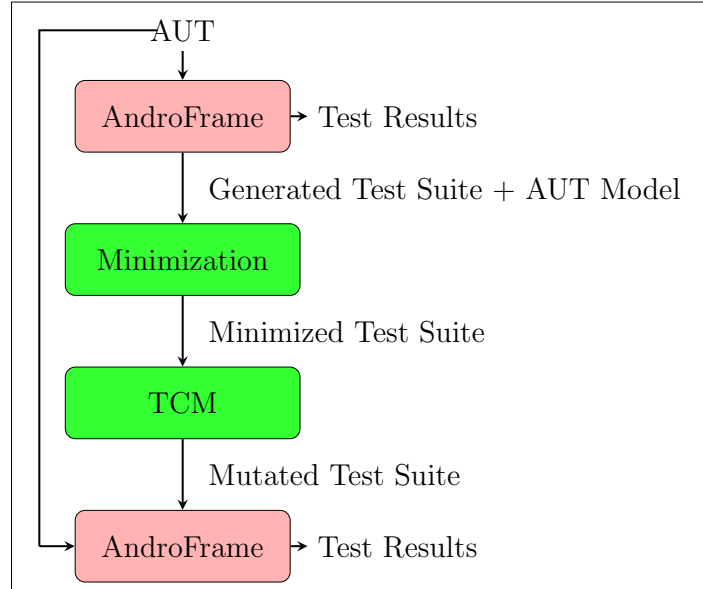 AUT
AndroFrame
Test Results
Generated Test Suite + AUT Model
Minimization
Minimized Test Suite
TCM
Mutated Test Suite
AndroFrame
Test Results